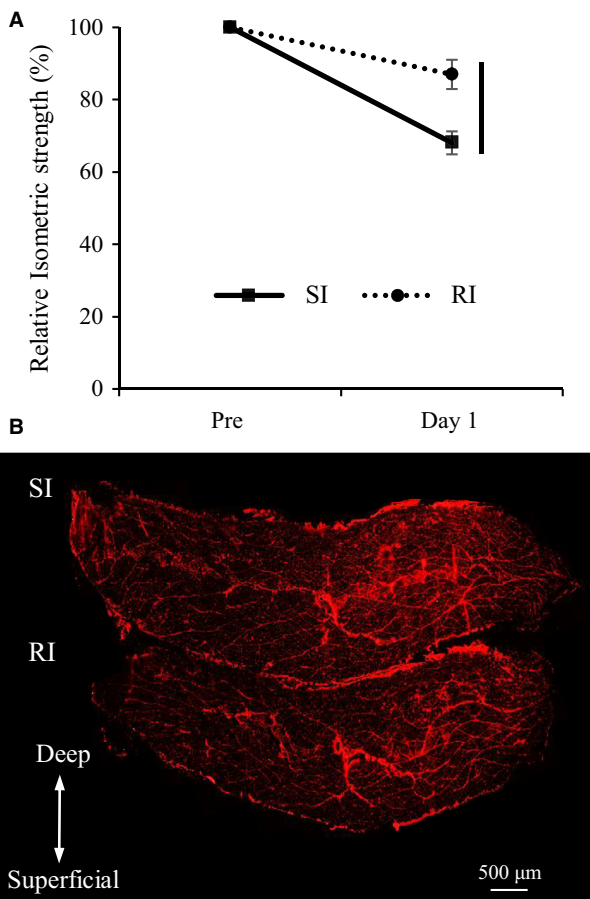 A
Relative Isometric strength (%)
100
80
60
40
20
0
SI
RI
Pre
Day 1
B
SI
RI
Deep
Superficial
500 μm